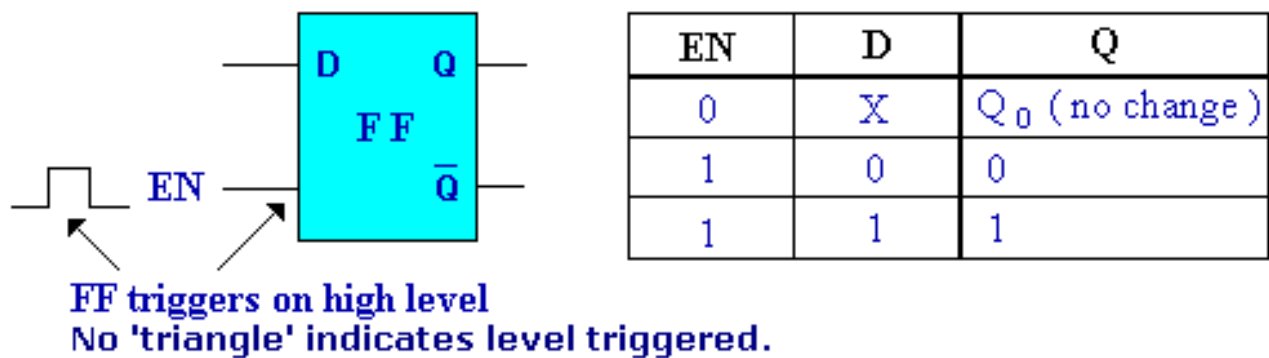 D Q
FF
EN Q̅
FF triggers on high level
No 'triangle' indicates level triggered.
EN D Q
0 X Q₀ (no change)
1 0 0
1 1 1